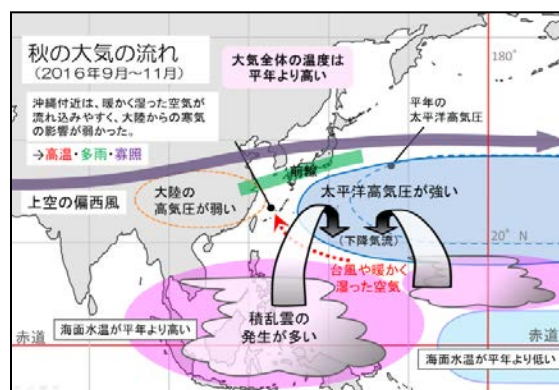 秋の大気の流れ
（2016年9月～11月）
大気全体の温度は
平年より高い
180°
沖縄付近は、暖かく湿った空気が
流れ込みやすく、大陸からの寒気
の影響が弱かった。
→高温・多雨・寡照
平年の
太平洋高気圧
前線
上空の偏西風
大陸の
高気圧が弱い
太平洋高気圧が強い
（下降気流）
20° N
台風や暖かく
湿った空気
積乱雲の
発生が多い
赤道
海面水温が平年より高い
赤道
海面水温が平年より低い